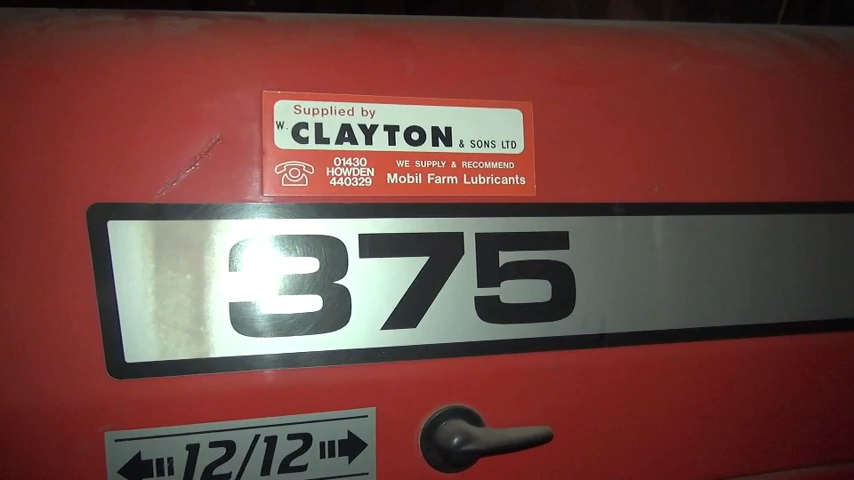 Supplied by
W. CLAYTON & SONS LTD
01430
HOWDEN
440329
WE SUPPLY & RECOMMEND
Mobil Farm Lubricants
375
12/12